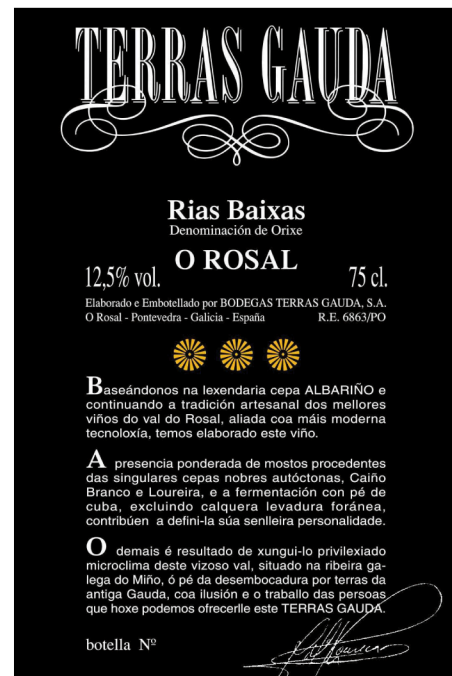 TERRAS GAUDA
Rias Baixas
Denominación de Orixe
O ROSAL
12,5% vol.
75 cl.
Elaborado e Embotellado por BODEGAS TERRAS GAUDA, S.A.
O Rosal - Pontevedra - Galicia - España R.E. 6863/PO
Baseándonos na lexendaria cepa ALBARIÑO e
continuando a tradición artesanal dos mellores
viños do val do Rosal, aliada coa máis moderna
tecnoloxía, temos elaborado este viño.
A presencia ponderada de mostos procedentes
das singulares cepas nobres autóctonas, Caiño
Branco e Loureira, e a fermentación con pé de
cuba, excluindo calquera levadura foránea,
contribúen a defini-la súa senlleira personalidade.
O demais é resultado de xungui-lo privilexiado
microclima deste vizoso val, situado na ribeira ga-
lega do Miño, ó pé da desembocadura por terras da
antiga Gauda, coa ilusión e o traballo das persoas
que hoxe podemos ofrecerlle este TERRAS GAUDA.
botella Nº